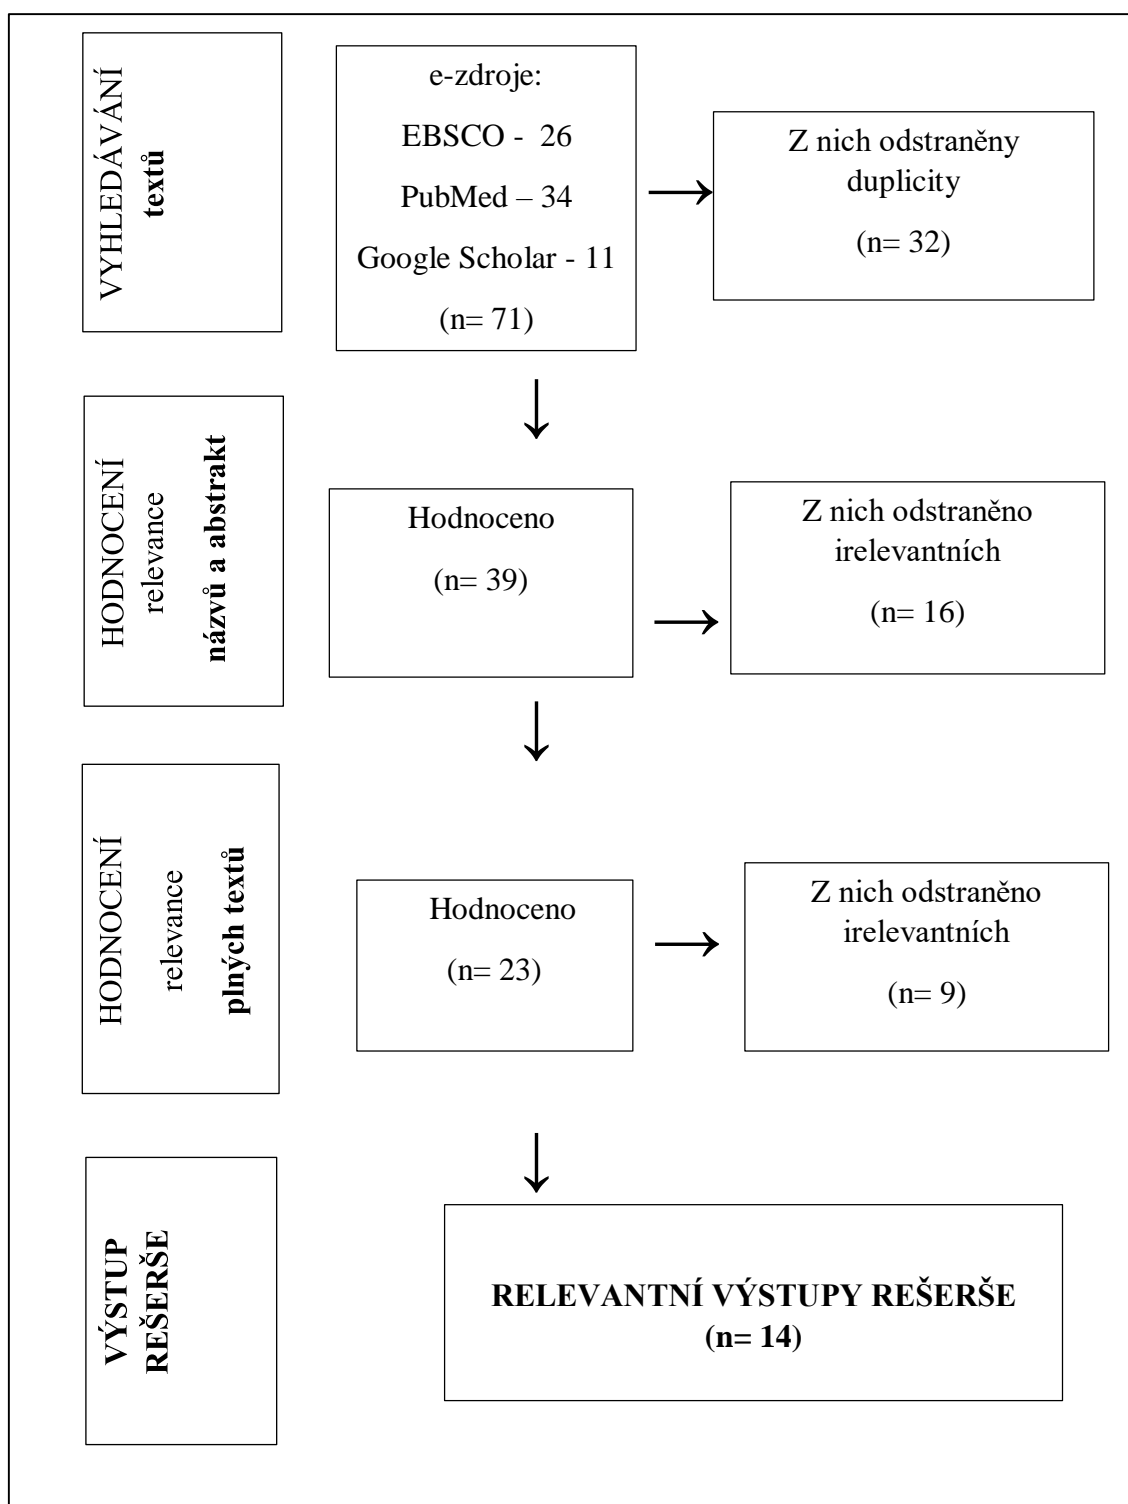 VYHLEDÁVÁNÍ
textů
e-zdroje:
EBSCO - 26
PubMed – 34
Google Scholar - 11
(n= 71)
Z nich odstraněny
duplicity
(n= 32)
HODNOCENÍ
relevance
názvů a abstrakt
Hodnoceno
(n= 39)
Z nich odstraněno
irelevantních
(n= 16)
HODNOCENÍ
relevance
plných textů
Hodnoceno
(n= 23)
Z nich odstraněno
irelevantních
(n= 9)
VÝSTUP
REŠERŠE
RELEVANTNÍ VÝSTUPY REŠERŠE
(n= 14)